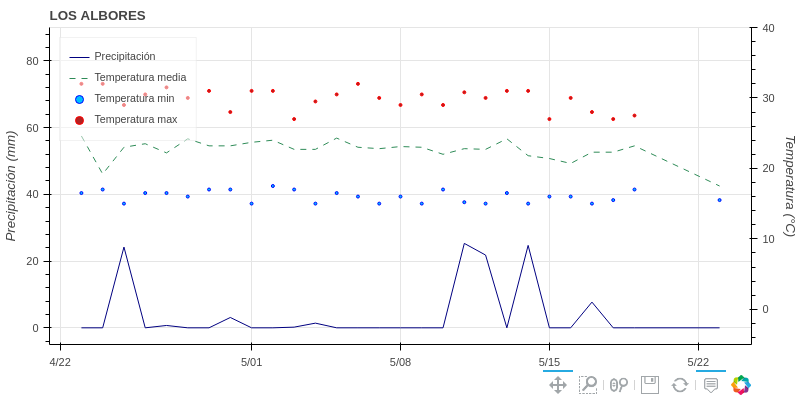 LOS ALBORES
Precipitación
Temperatura media
Temperatura min
Temperatura max
Precipitación (mm)
80
60
40
20
0
Temperatura (°C)
40
30
20
10
0
4/22
5/01
5/08
5/15
5/22